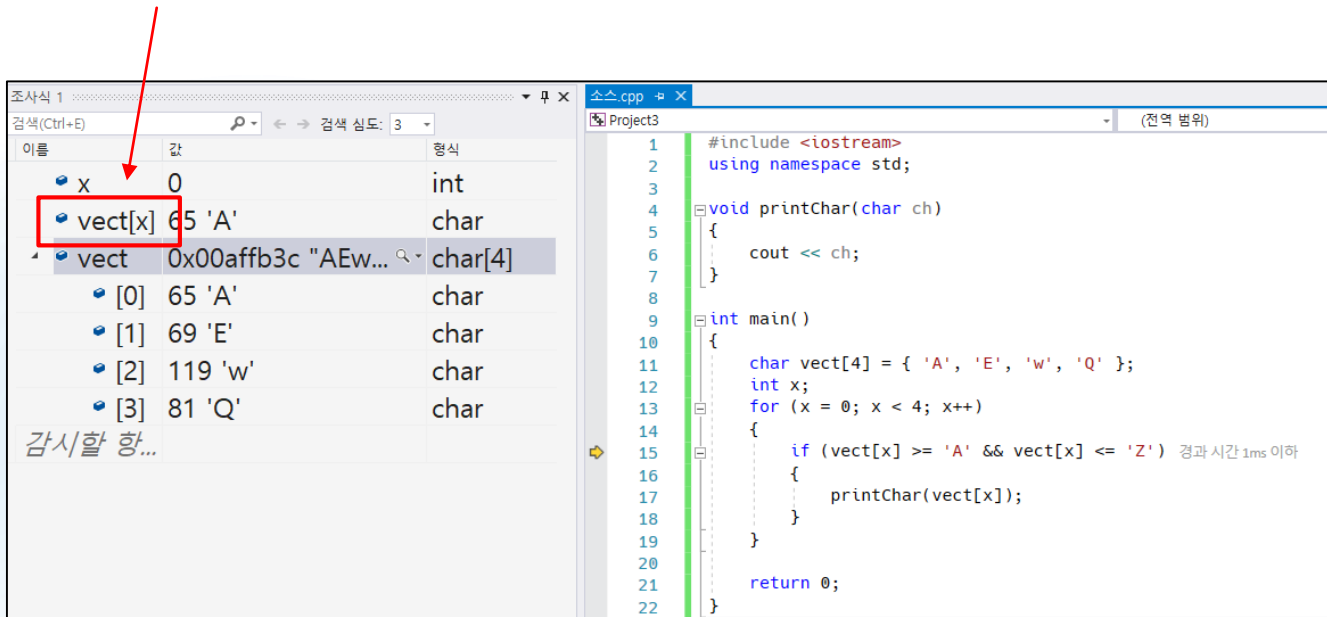 조사식 1
검색(Ctrl+E) 검색 심도: 3
이름 값 형식
x 0 int
vect[x] 65 'A' char
vect 0x00affb3c "AEw... char[4]
[0] 65 'A' char
[1] 69 'E' char
[2] 119 'w' char
[3] 81 'Q' char
감시할 항...
소스.cpp
Project3 (전역 범위)
1 #include <iostream>
2 using namespace std;
3
4 void printChar(char ch)
5 {
6 cout << ch;
7 }
8
9 int main()
10 {
11 char vect[4] = { 'A', 'E', 'w', 'Q' };
12 int x;
13 for (x = 0; x < 4; x++)
14 {
15 if (vect[x] >= 'A' && vect[x] <= 'Z') 경과 시간 1ms 이하
16 {
17 printChar(vect[x]);
18 }
19 }
20
21 return 0;
22 }